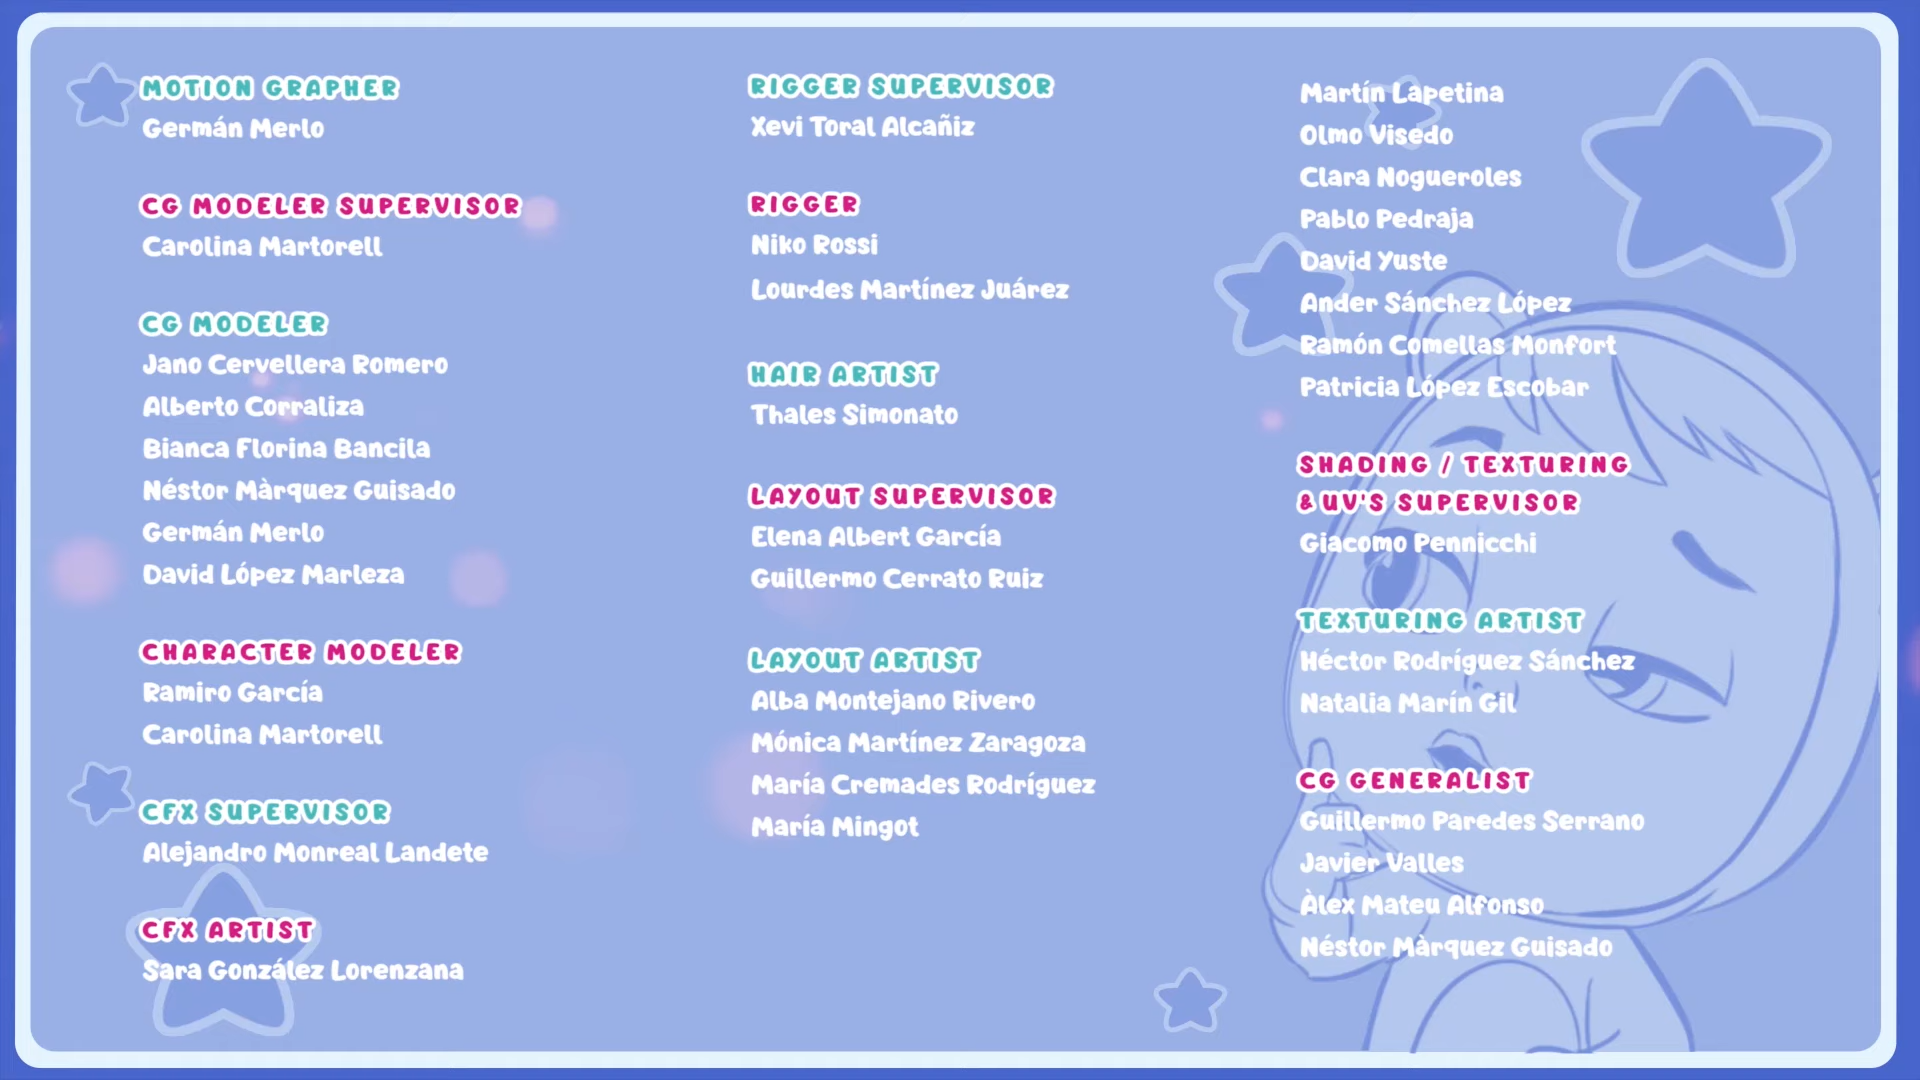 MOTION GRAPHER
Germán Merlo
CG MODELER SUPERVISOR
Carolina Martorell
CG MODELER
Jano Cervellera Romero
Alberto Corraliza
Bianca Florina Bancila
Néstor Màrquez Guisado
Germán Merlo
David López Marleza
CHARACTER MODELER
Ramiro García
Carolina Martorell
CFX SUPERVISOR
Alejandro Monreal Landete
CFX ARTIST
Sara González Lorenzana
RIGGER SUPERVISOR
Xevi Toral Alcañiz
RIGGER
Niko Rossi
Lourdes Martínez Juárez
HAIR ARTIST
Thales Simonato
LAYOUT SUPERVISOR
Elena Albert García
Guillermo Cerrato Ruiz
LAYOUT ARTIST
Alba Montejano Rivero
Mónica Martínez Zaragoza
María Cremades Rodríguez
María Mingot
Martín Lapetina
Olmo Visedo
Clara Nogueroles
Pablo Pedraja
David Yuste
Ander Sánchez López
Ramón Comellas Monfort
Patricia López Escobar
SHADING / TEXTURING
& UV'S SUPERVISOR
Giacomo Pennicchi
TEXTURING ARTIST
Héctor Rodríguez Sánchez
Natalia Marín Gil
CG GENERALIST
Guillermo Paredes Serrano
Javier Valles
Àlex Mateu Alfonso
Néstor Màrquez Guisado